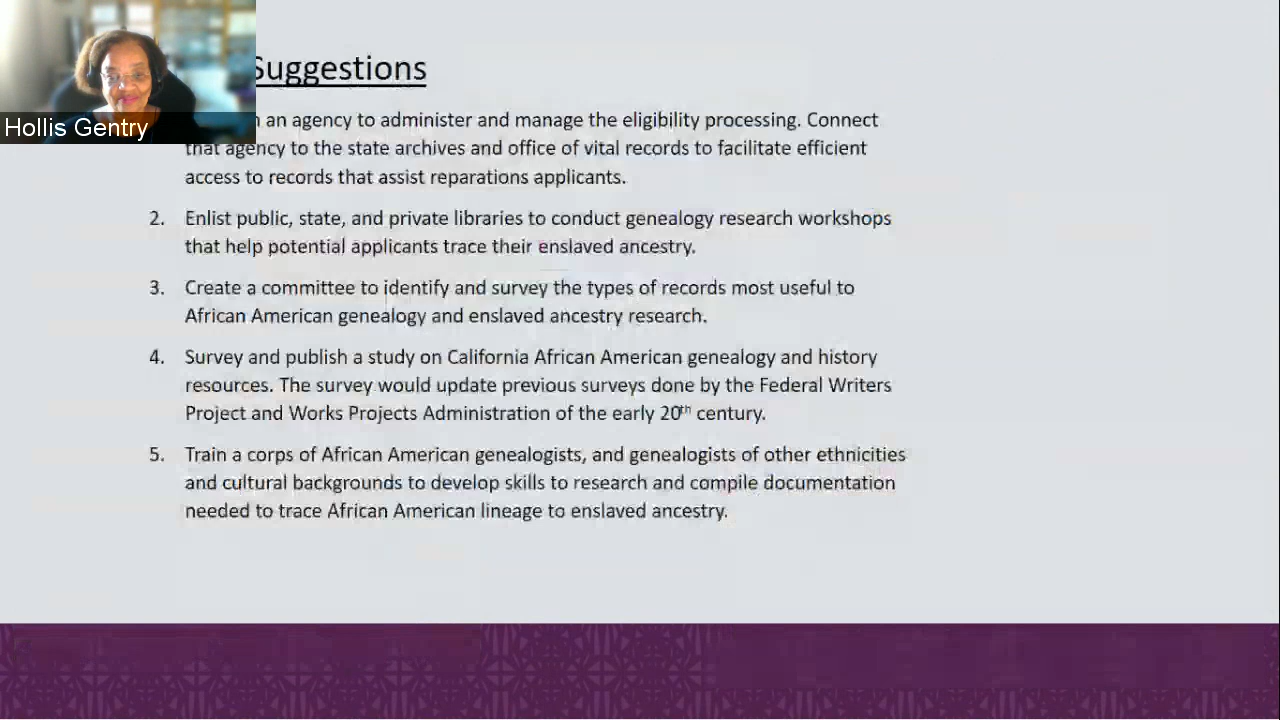 Suggestions
Hollis Gentry
an agency to administer and manage the eligibility processing. Connect
that agency to the state archives and office of vital records to facilitate efficient
access to records that assist reparations applicants.
2. Enlist public, state, and private libraries to conduct genealogy research workshops
that help potential applicants trace their enslaved ancestry.
3. Create a committee to identify and survey the types of records most useful to
African American genealogy and enslaved ancestry research.
4. Survey and publish a study on California African American genealogy and history
resources. The survey would update previous surveys done by the Federal Writers
Project and Works Projects Administration of the early 20th century.
5. Train a corps of African American genealogists, and genealogists of other ethnicities
and cultural backgrounds to develop skills to research and compile documentation
needed to trace African American lineage to enslaved ancestry.